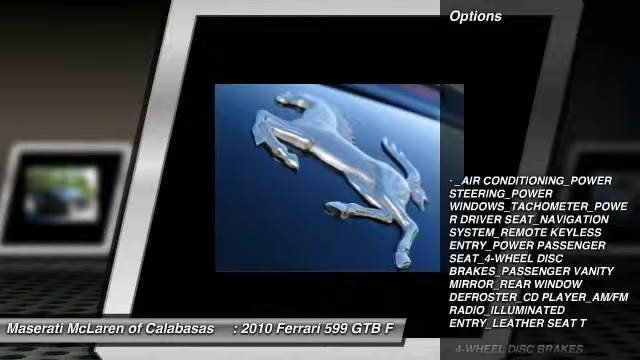 Options
- _AIR CONDITIONING_POWER
STEERING_POWER
WINDOWS_TACHOMETER_POWE
R DRIVER SEAT_NAVIGATION
SYSTEM_REMOTE KEYLESS
ENTRY_POWER PASSENGER
SEAT_4-WHEEL DISC
BRAKES_PASSENGER VANITY
MIRROR_REAR WINDOW
DEFROSTER_CD PLAYER_AM/FM
RADIO_ILLUMINATED
ENTRY_LEATHER SEAT T
4-WHEEL DISC BRAKES
Maserati McLaren of Calabasas : 2010 Ferrari 599 GTB F